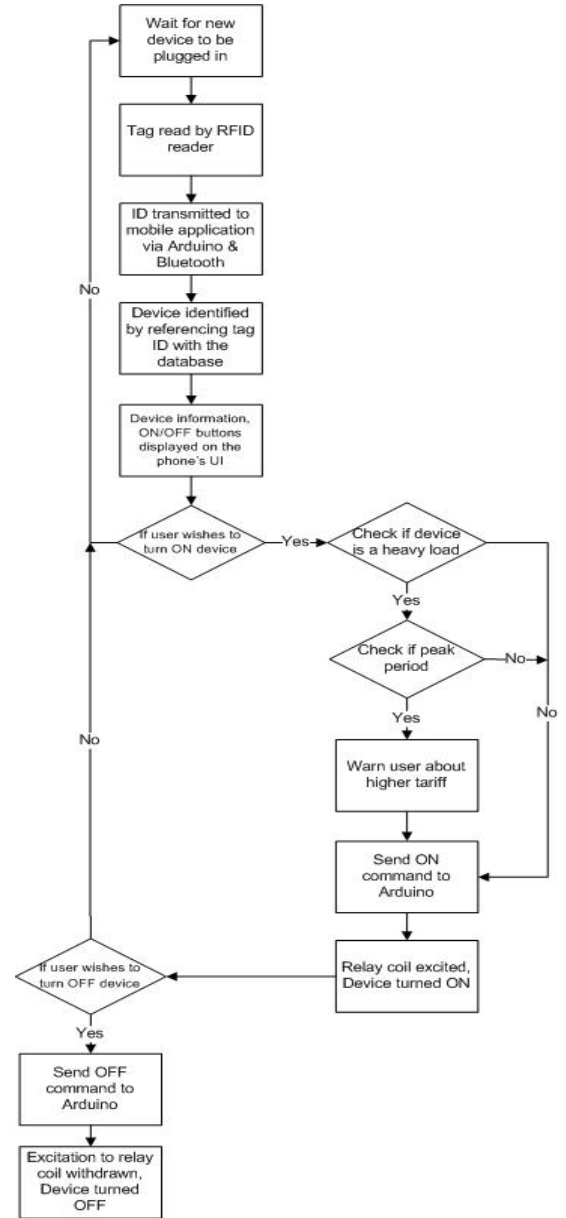 Wait for new
device to be
plugged in
Tag read by RFID
reader
ID transmitted to
mobile application
via Arduino &
Bluetooth
No
Device identified
by referencing tag
ID with the
database
Device information,
ON/OFF buttons
displayed on the
phone's UI
If user wishes to
turn ON device
Yes
Check if device
is a heavy load
Yes
Check if peak
period
No
No
Yes
Warn user about
higher tariff
No
Send ON
command to
Arduino
Relay coil excited,
Device turned ON
If user wishes to
turn OFF device
Yes
Send OFF
command to
Arduino
Excitation to relay
coil withdrawn,
Device turned
OFF